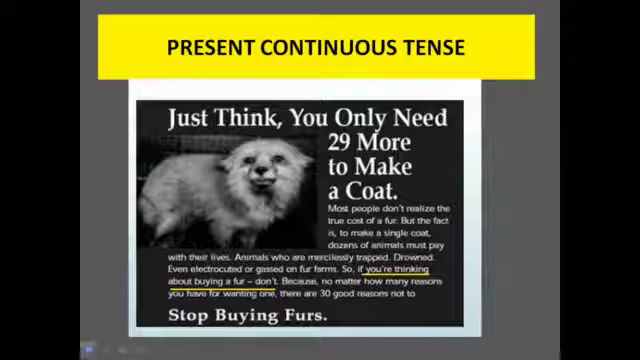 PRESENT CONTINUOUS TENSE
Just Think, You Only Need
29 More
to Make
a Coat.
Most people don't realize the
true cost of a fur. But the fact
is, to make a single coat,
dozens of animals must pay
with their lives. Animals who are mercilessly trapped. Drowned.
Even electrocuted or gassed on fur farms. So, if you're thinking
about buying a fur – don't. Because, no matter how many reasons
you have for wanting one, there are 30 good reasons not to
Stop Buying Furs.